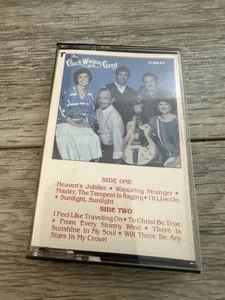 The
Chuck Wagon Gang
JUBILEE
SIDE ONE
Heaven's Jubilee • Wayfaring Stranger •
Master, The Tempest Is Raging • I'll Live On
• Sunlight, Sunlight
SIDE TWO
I Feel Like Traveling On • To Christ Be True
• From Every Stormy Wind • There Is
Sunshine In My Soul • Will There Be Any
Stars In My Crown